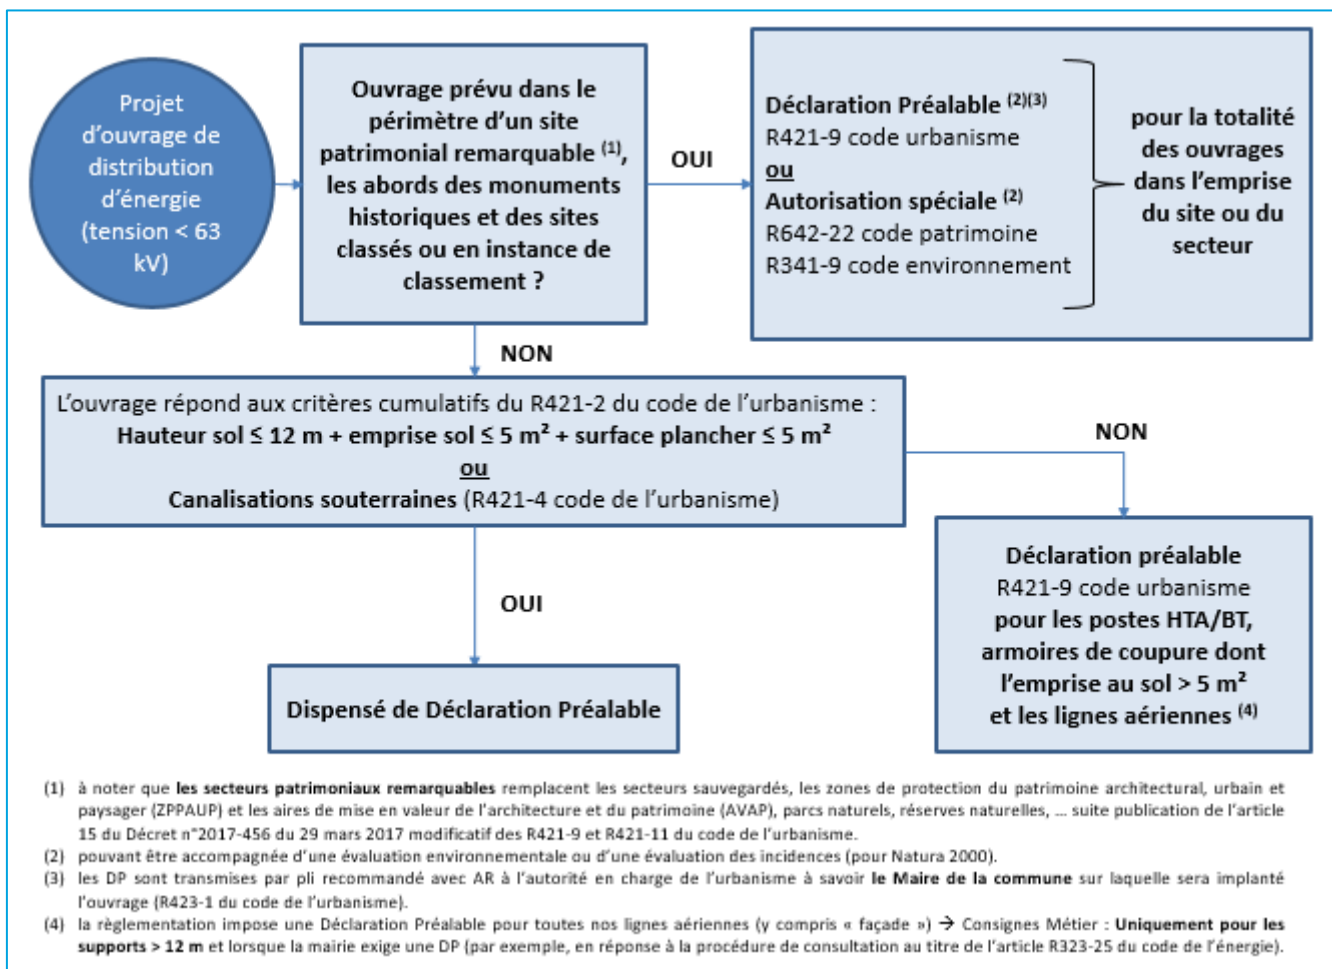 Projet
d’ouvrage de
distribution
d’énergie
(tension < 63
kV)
Ouvrage prévu dans le
périmètre d’un site
patrimonial remarquable (1),
les abords des monuments
historiques et des sites
classés ou en instance de
classement ?
OUI
Déclaration Préalable (2)(3)
R421-9 code urbanisme
ou
Autorisation spéciale (2)
R642-22 code patrimoine
R341-9 code environnement
pour la totalité
des ouvrages
dans l’emprise
du site ou du
secteur
NON
L’ouvrage répond aux critères cumulatifs du R421-2 du code de l’urbanisme :
Hauteur sol ≤ 12 m + emprise sol ≤ 5 m² + surface plancher ≤ 5 m²
ou
Canalisations souterraines (R421-4 code de l’urbanisme)
NON
Déclaration préalable
R421-9 code urbanisme
pour les postes HTA/BT,
armoires de coupure dont
l’emprise au sol > 5 m²
et les lignes aériennes (4)
OUI
Dispensé de Déclaration Préalable
(1) à noter que les secteurs patrimoniaux remarquables remplacent les secteurs sauvegardés, les zones de protection du patrimoine architectural, urbain et
paysager (ZPPAUP) et les aires de mise en valeur de l’architecture et du patrimoine (AVAP), parcs naturels, réserves naturelles, … suite publication de l’article
15 du Décret n°2017-456 du 29 mars 2017 modificatif des R421-9 et R421-11 du code de l’urbanisme.
(2) pouvant être accompagnée d’une évaluation environnementale ou d’une évaluation des incidences (pour Natura 2000).
(3) les DP sont transmises par pli recommandé avec AR à l’autorité en charge de l’urbanisme à savoir le Maire de la commune sur laquelle sera implanté
l’ouvrage (R423-1 du code de l’urbanisme).
(4) la règlementation impose une Déclaration Préalable pour toutes nos lignes aériennes (y compris « façade ») → Consignes Métier : Uniquement pour les
supports > 12 m et lorsque la mairie exige une DP (par exemple, en réponse à la procédure de consultation au titre de l’article R323-25 du code de l’énergie).